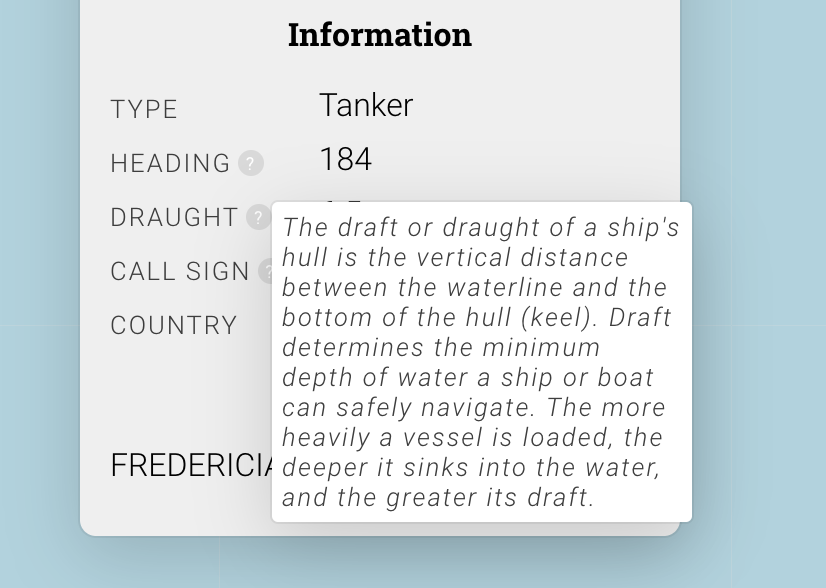 Information
TYPE Tanker
HEADING ? 184
DRAUGHT ?
CALL SIGN ?
COUNTRY
FREDERICIA
The draft or draught of a ship's
hull is the vertical distance
between the waterline and the
bottom of the hull (keel). Draft
determines the minimum
depth of water a ship or boat
can safely navigate. The more
heavily a vessel is loaded, the
deeper it sinks into the water,
and the greater its draft.